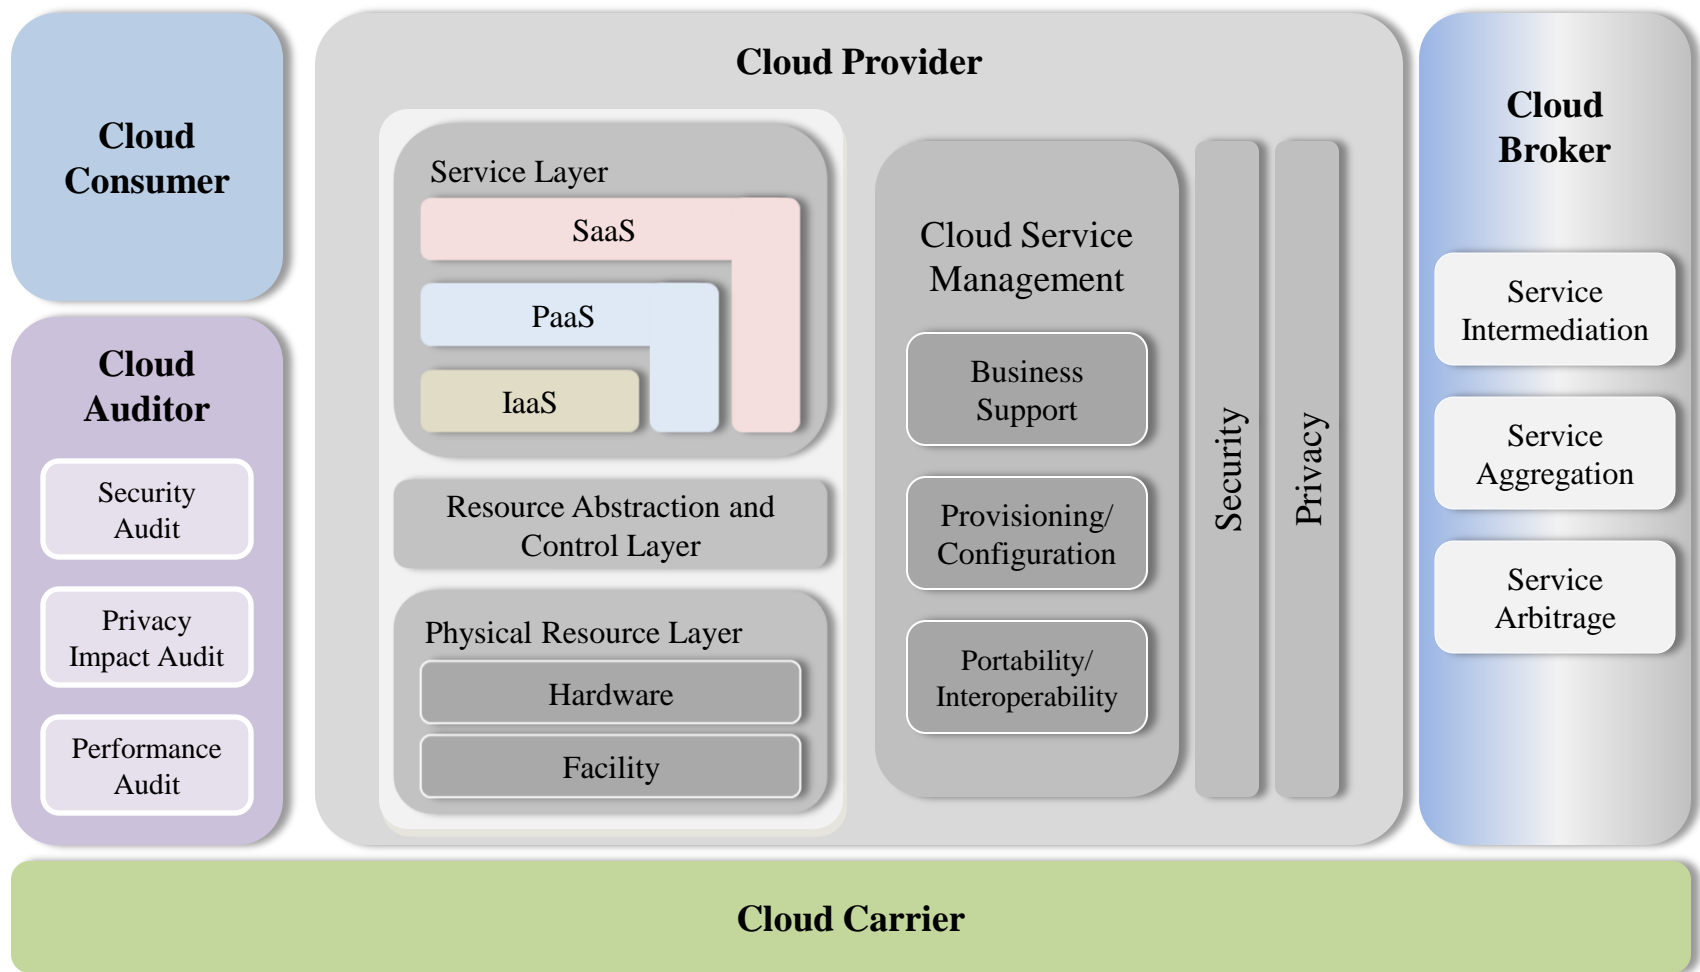 Cloud
Consumer
Cloud
Auditor
Security
Audit
Privacy
Impact Audit
Performance
Audit
Cloud Provider
Service Layer
SaaS
PaaS
IaaS
Resource Abstraction and
Control Layer
Physical Resource Layer
Hardware
Facility
Cloud Service
Management
Business
Support
Provisioning/
Configuration
Portability/
Interoperability
Security
Privacy
Cloud
Broker
Service
Intermediation
Service
Aggregation
Service
Arbitrage
Cloud Carrier